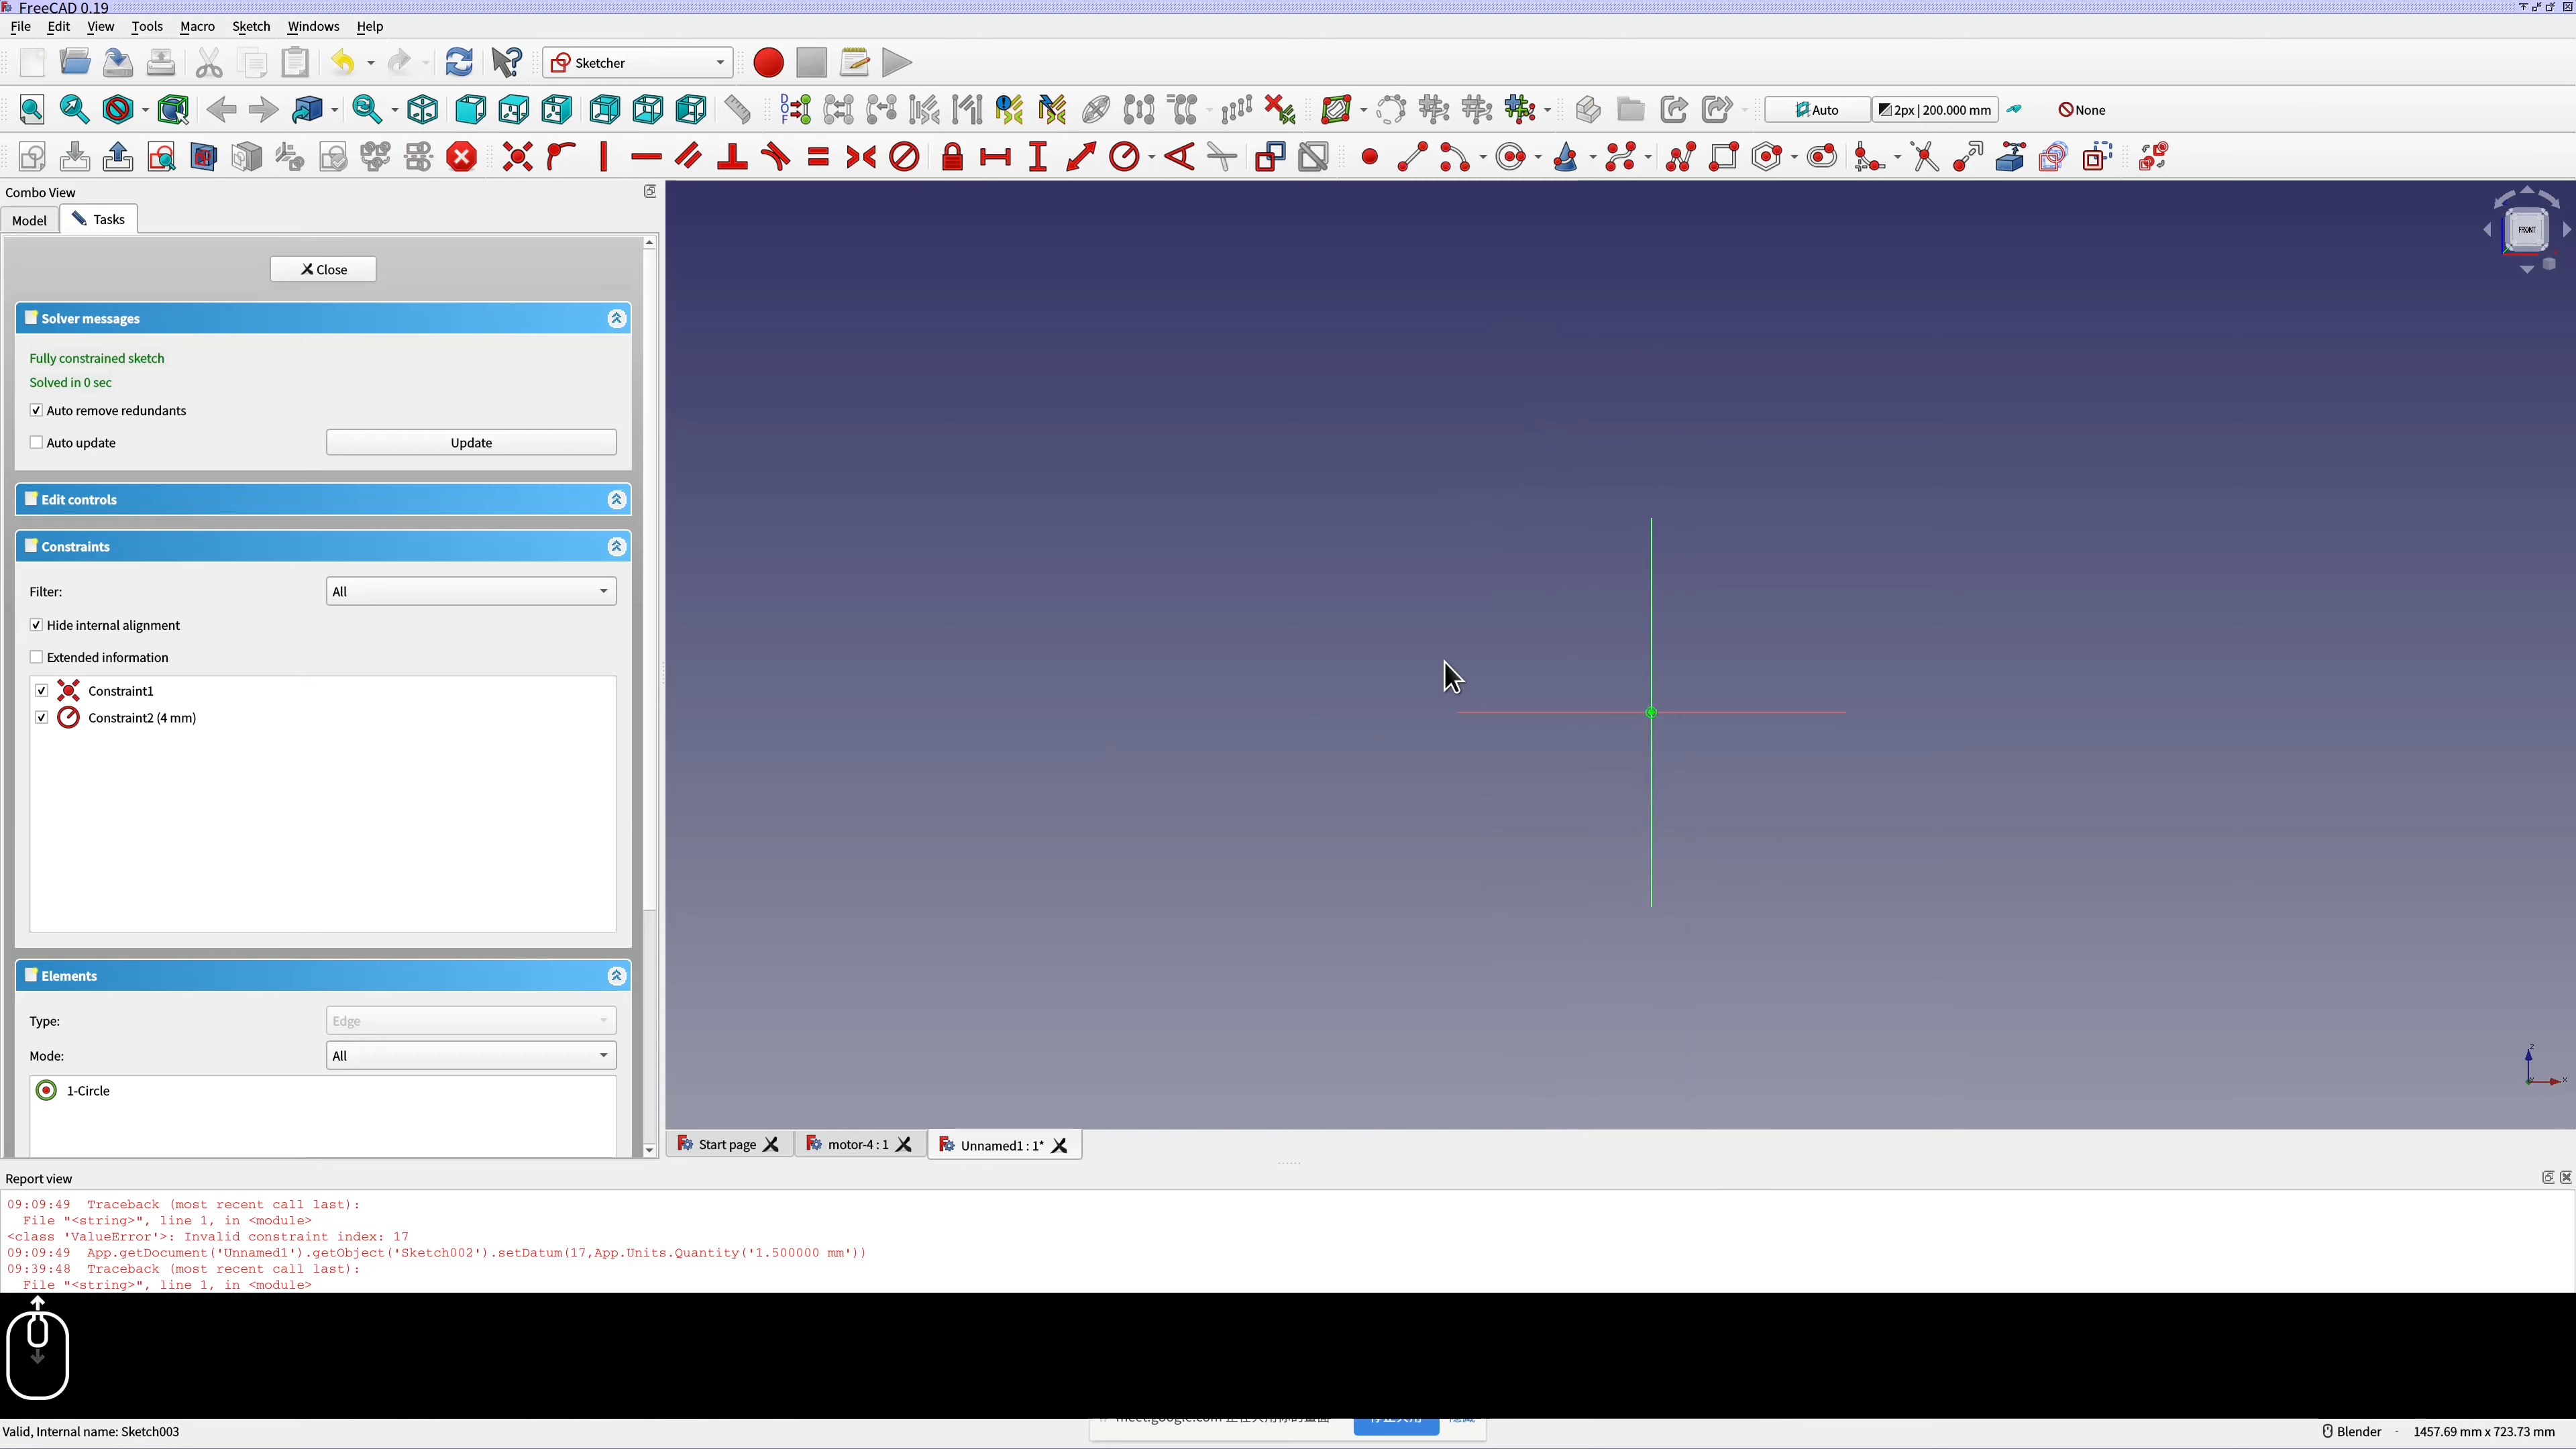 FreeCAD 0.19
File Edit View Tools Macro Sketch Windows Help
Sketcher
Auto 2px | 200.000 mm None
Combo View
Model Tasks
Close
FRONT
Solver messages
Fully constrained sketch
Solved in 0 sec
Auto remove redundants
Auto update Update
Edit controls
Constraints
Filter: All
Hide internal alignment
Extended information
Constraint1
Constraint2 (4 mm)
Elements
Type: Edge
Mode: All
1-Circle
Z
X
Start page motor-4 : 1 Unnamed1 : 1*
Report view
09:09:49 Traceback (most recent call last):
File "<string>", line 1, in <module>
<class 'ValueError'>: Invalid constraint index: 17
09:09:49 App.getDocument('Unnamed1').getObject('Sketch002').setDatum(17,App.Units.Quantity('1.500000 mm'))
09:39:48 Traceback (most recent call last):
File "<string>", line 1, in <module>
meet.google.com
Valid, Internal name: Sketch003
Blender - 1457.69 mm x 723.73 mm